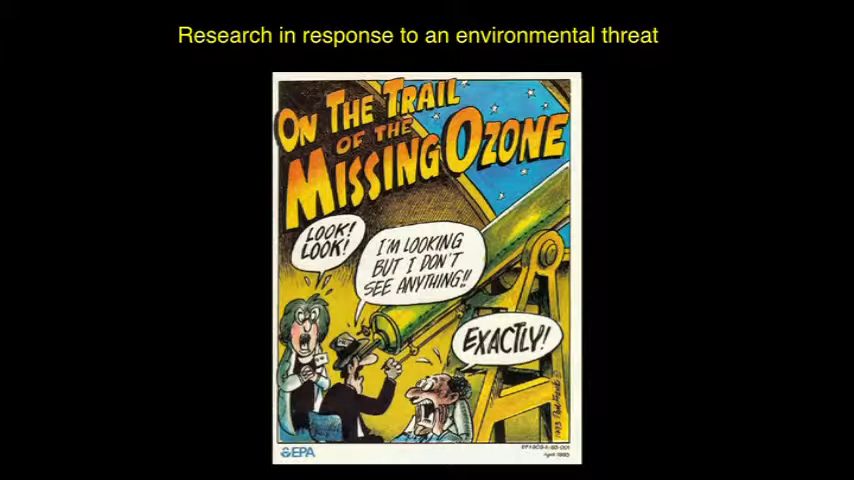 Research in response to an environmental threat
ON THE TRAIL
OF THE
MISSING OZONE
LOOK!
LOOK!
I'M LOOKING
BUT I DON'T
SEE ANYTHING!!
EXACTLY!
EPA